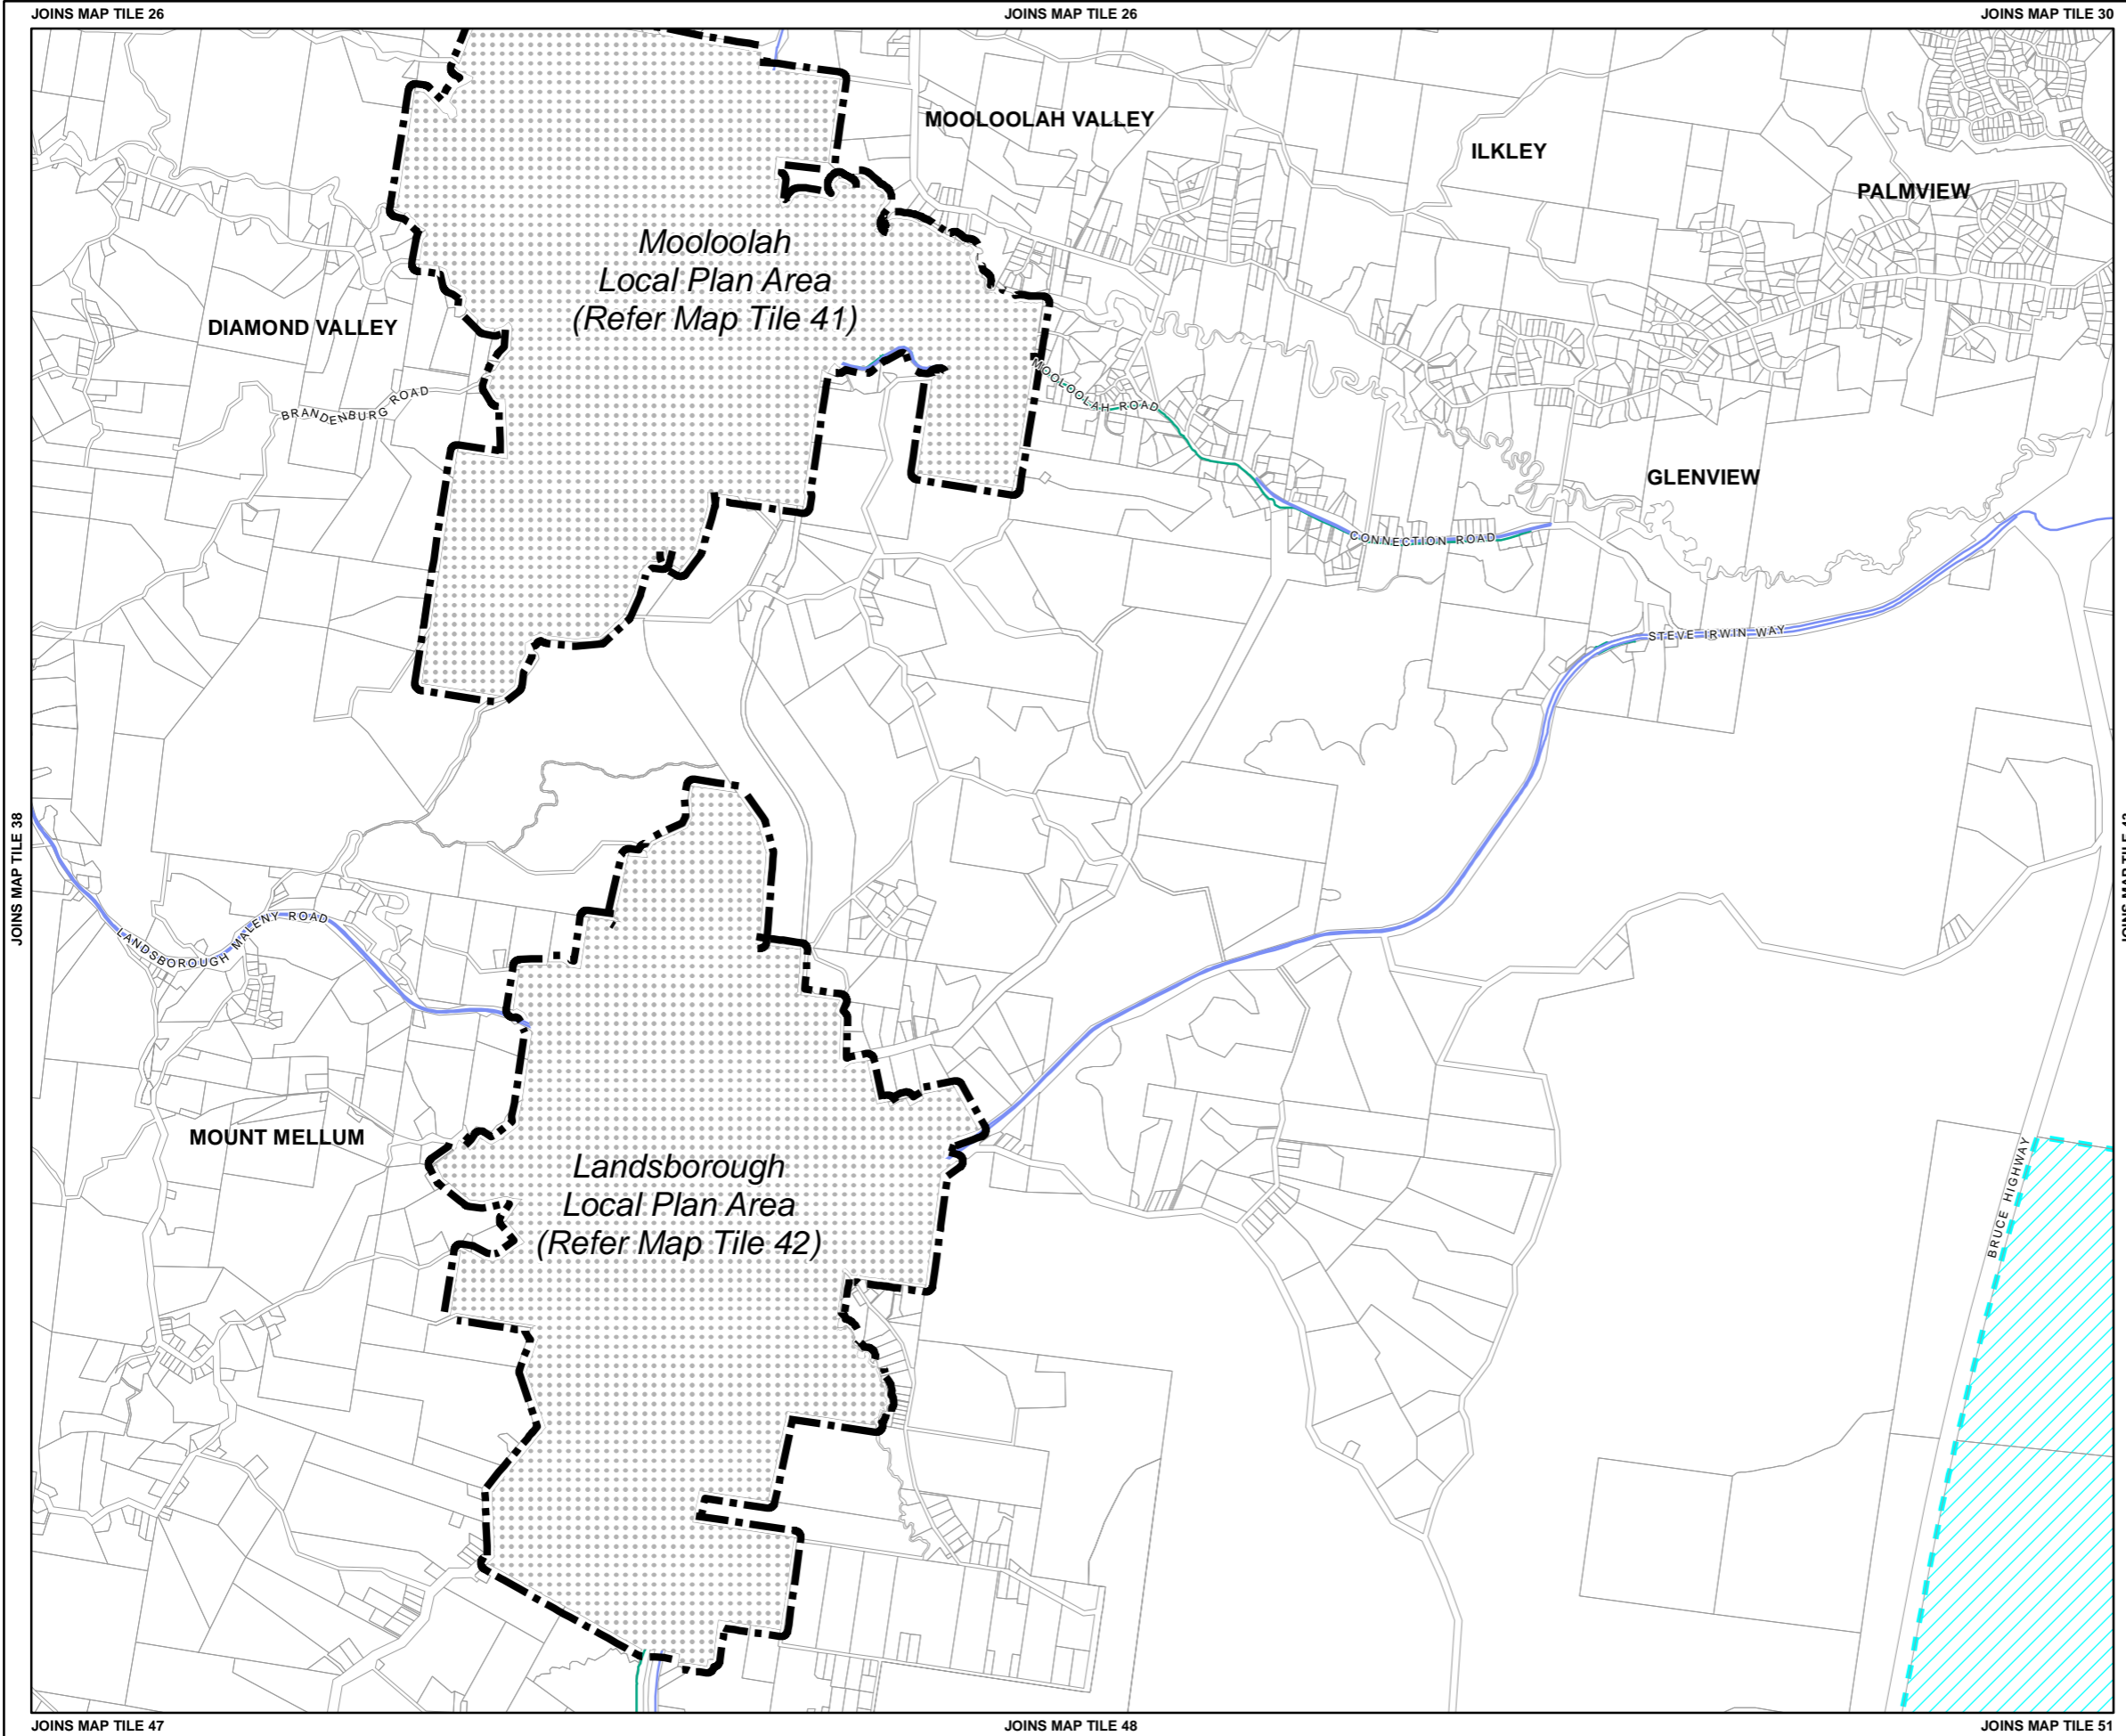 JOINS MAP TILE 26
JOINS MAP TILE 26
JOINS MAP TILE 30
MOOLOOLAH VALLEY
ILKLEY
PALMVIEW
Mooloolah
Local Plan Area
(Refer Map Tile 41)
DIAMOND VALLEY
BRANDENBURG ROAD
MOOLOOLAH ROAD
GLENVIEW
CONNECTION ROAD
STEVE IRWIN WAY
JOINS MAP TILE 38
LANDSBOROUGH MALENY ROAD
MOUNT MELLUM
Landsborough
Local Plan Area
(Refer Map Tile 42)
BRUCE HIGHWAY
JOINS MAP TILE 47
JOINS MAP TILE 48
JOINS MAP TILE 51